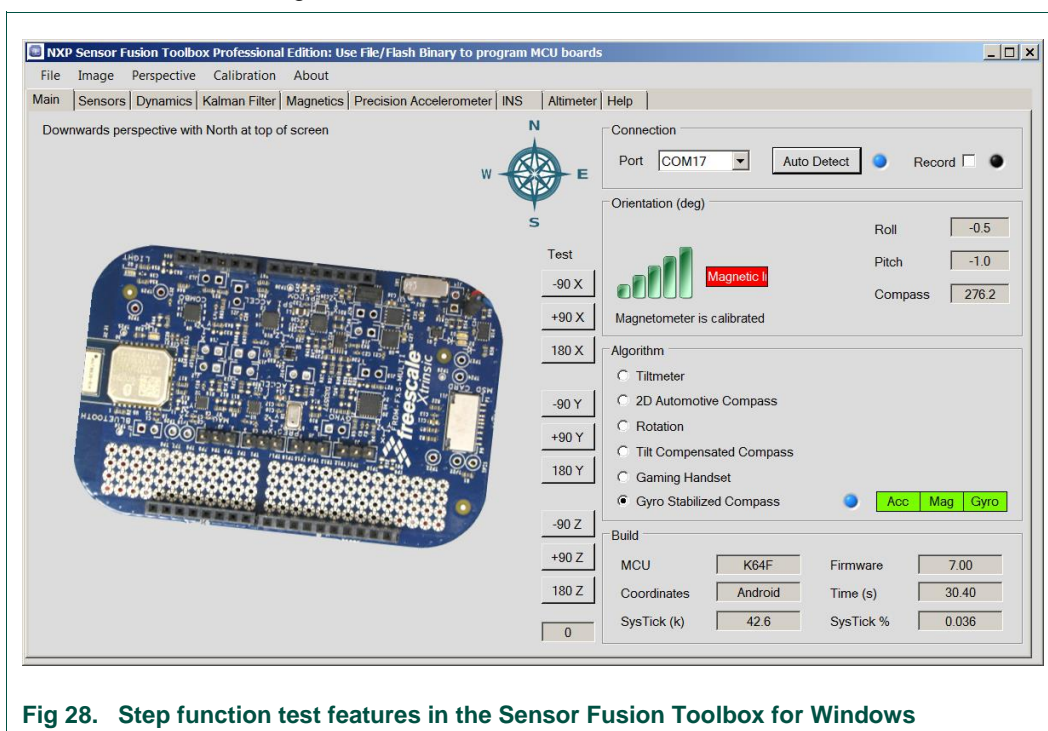 NXP Sensor Fusion Toolbox Professional Edition: Use File/Flash Binary to program MCU boards
File Image Perspective Calibration About
Main Sensors Dynamics Kalman Filter Magnetics Precision Accelerometer INS Altimeter Help
Downwards perspective with North at top of screen
N
W E
S
LIGHT
BLUETOOTH
freescale
Xtrinsic
Test
-90 X
+90 X
180 X
-90 Y
+90 Y
180 Y
-90 Z
+90 Z
180 Z
0
Connection
Port COM17 Auto Detect Record
Orientation (deg)
Roll -0.5
Magnetic
Pitch -1.0
Compass 276.2
Magnetometer is calibrated
Algorithm
Tiltmeter
2D Automotive Compass
Rotation
Tilt Compensated Compass
Gaming Handset
Gyro Stabilized Compass Acc Mag Gyro
Build
MCU K64F Firmware 7.00
Coordinates Android Time (s) 30.40
SysTick (k) 42.6 SysTick % 0.036
Fig 28. Step function test features in the Sensor Fusion Toolbox for Windows